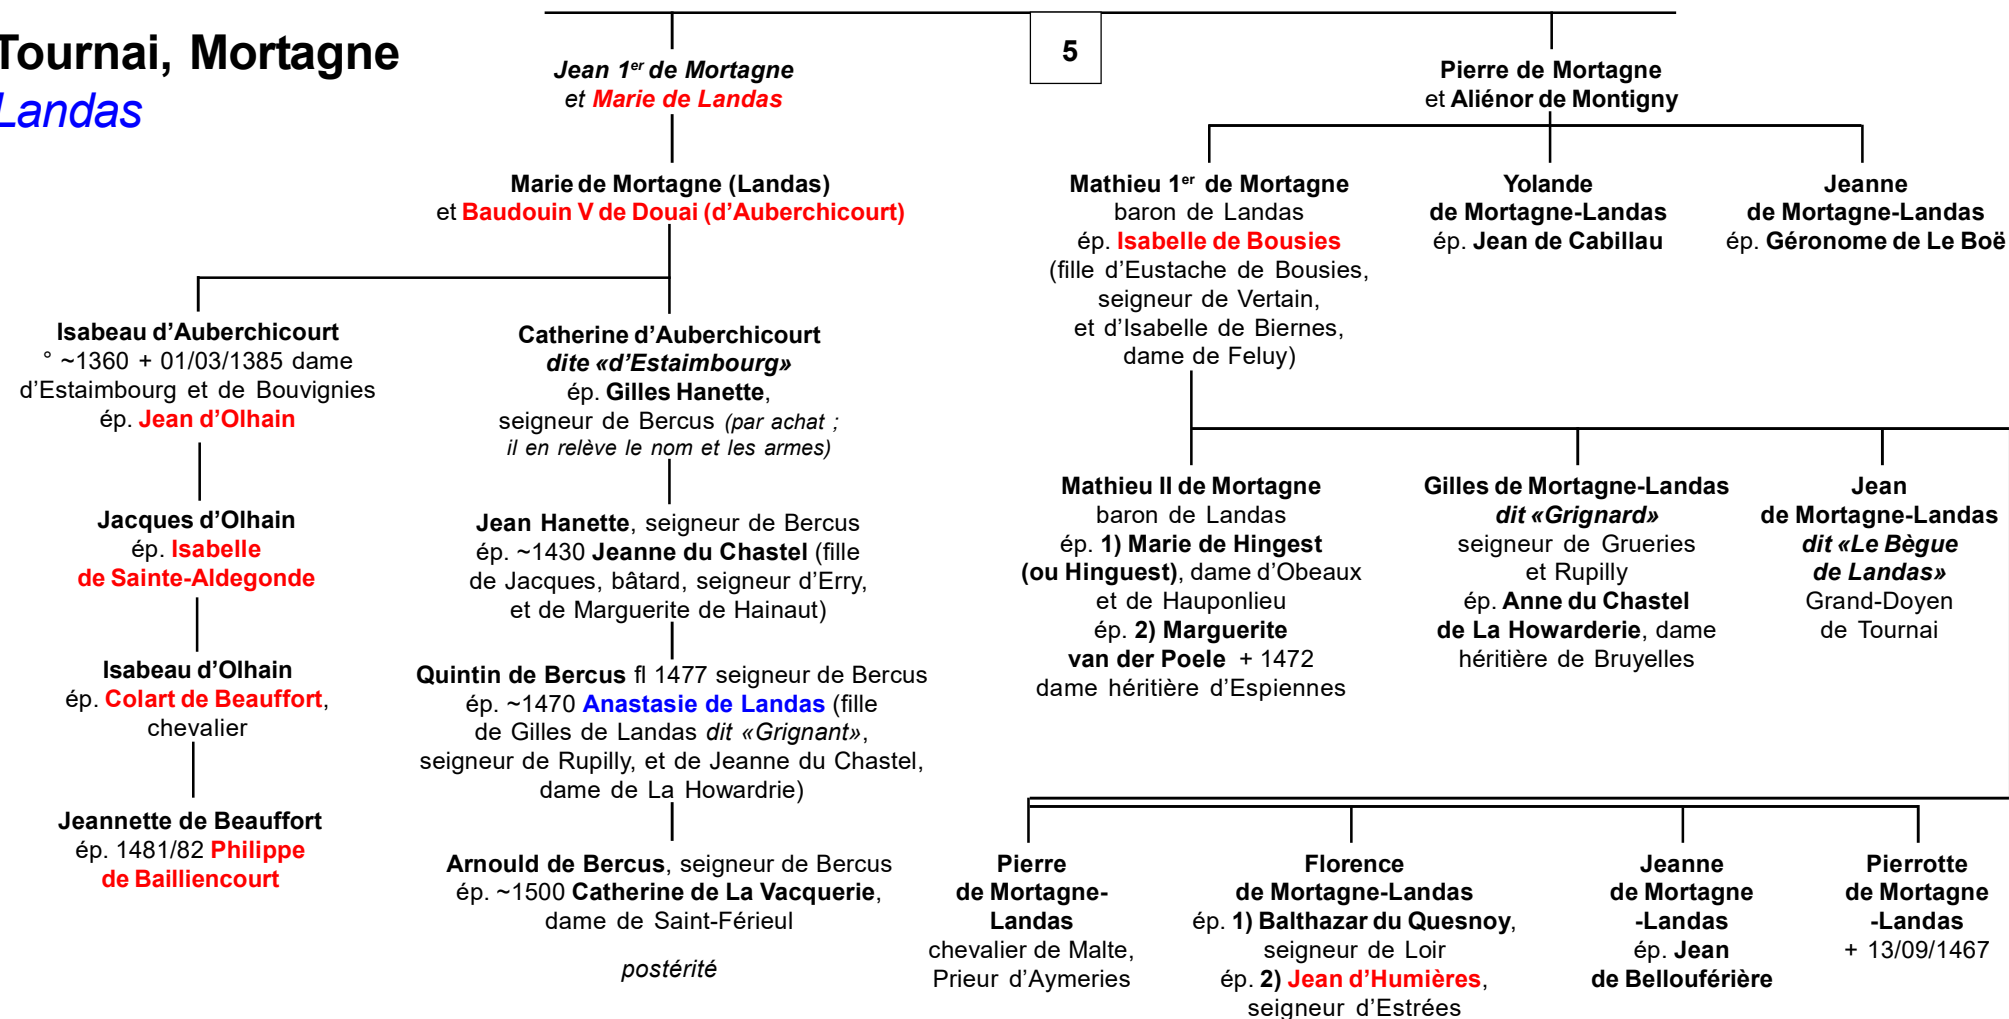 Tournai, Mortagne
Landas
5
Jean 1er de Mortagne
et Marie de Landas
Pierre de Mortagne
et Aliénor de Montigny
Marie de Mortagne (Landas)
et Baudouin V de Douai (d’Auberchicourt)
Mathieu 1er de Mortagne
baron de Landas
ép. Isabelle de Bousies
(fille d’Eustache de Bousies,
seigneur de Vertain,
et d’Isabelle de Biernes,
dame de Feluy)
Yolande
de Mortagne-Landas
ép. Jean de Cabillau
Jeanne
de Mortagne-Landas
ép. Géronome de Le Boë
Isabeau d’Auberchicourt
° ~1360 + 01/03/1385 dame
d’Estaimbourg et de Bouvignies
ép. Jean d’Olhain
Catherine d’Auberchicourt
dite «d’Estaimbourg»
ép. Gilles Hanette,
seigneur de Bercus (par achat ;
il en relève le nom et les armes)
Jacques d’Olhain
ép. Isabelle
de Sainte-Aldegonde
Jean Hanette, seigneur de Bercus
ép. ~1430 Jeanne du Chastel (fille
de Jacques, bâtard, seigneur d’Erry,
et de Marguerite de Hainaut)
Mathieu II de Mortagne
baron de Landas
ép. 1) Marie de Hingest
(ou Hinguest), dame d’Obeaux
et de Hauponlieu
ép. 2) Marguerite
van der Poele + 1472
dame héritière d’Espiennes
Gilles de Mortagne-Landas
dit «Grignard»
seigneur de Grueries
et Rupilly
ép. Anne du Chastel
de La Howarderie, dame
héritière de Bruyelles
Jean
de Mortagne-Landas
dit «Le Bègue
de Landas»
Grand-Doyen
de Tournai
Isabeau d’Olhain
ép. Colart de Beauffort,
chevalier
Quintin de Bercus fl 1477 seigneur de Bercus
ép. ~1470 Anastasie de Landas (fille
de Gilles de Landas dit «Grignant»,
seigneur de Rupilly, et de Jeanne du Chastel,
dame de La Howardrie)
Jeannette de Beauffort
ép. 1481/82 Philippe
de Bailliencourt
Arnould de Bercus, seigneur de Bercus
ép. ~1500 Catherine de La Vacquerie,
dame de Saint-Férieul
postérité
Pierre
de Mortagne-
Landas
chevalier de Malte,
Prieur d’Aymeries
Florence
de Mortagne-Landas
ép. 1) Balthazar du Quesnoy,
seigneur de Loir
ép. 2) Jean d’Humières,
seigneur d’Estrées
Jeanne
de Mortagne
-Landas
ép. Jean
de Bellouférière
Pierrotte
de Mortagne
-Landas
+ 13/09/1467